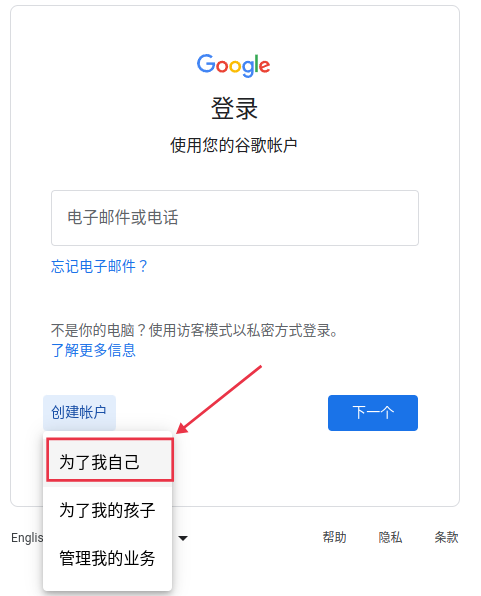 Google
登录
使用您的谷歌帐户
电子邮件或电话
忘记电子邮件？
不是你的电脑？使用访客模式以私密方式登录。
了解更多信息
创建帐户
下一个
为了我自己
为了我的孩子
管理我的业务
帮助
隐私
条款